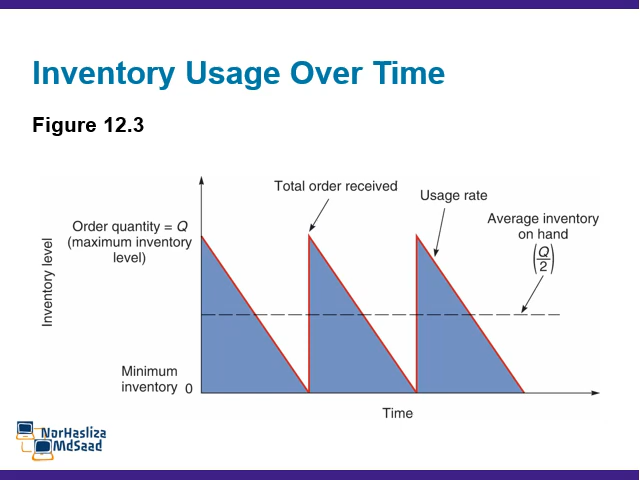 Inventory Usage Over Time
Figure 12.3
Total order received
Usage rate
Order quantity = Q
(maximum inventory
level)
Average inventory
on hand
(Q/2)
Inventory level
Minimum
inventory 0
Time
NorHasliza
MdSaad